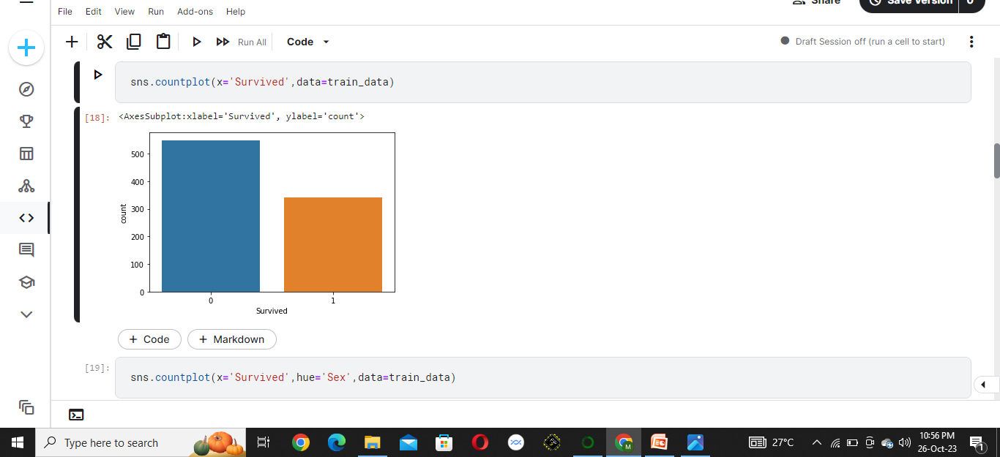 Share
Save Version
0
File Edit View Run Add-ons Help
Run All
Code
Draft Session off (run a cell to start)
sns.countplot(x='Survived',data=train_data)
[18]: <AxesSubplot:xlabel='Survived', ylabel='count'>
500
400
300
200
100
0
count
0 1
Survived
+ Code + Markdown
[19]:
sns.countplot(x='Survived',hue='Sex',data=train_data)
Type here to search
M
27°C
10:56 PM
26-Oct-23
1